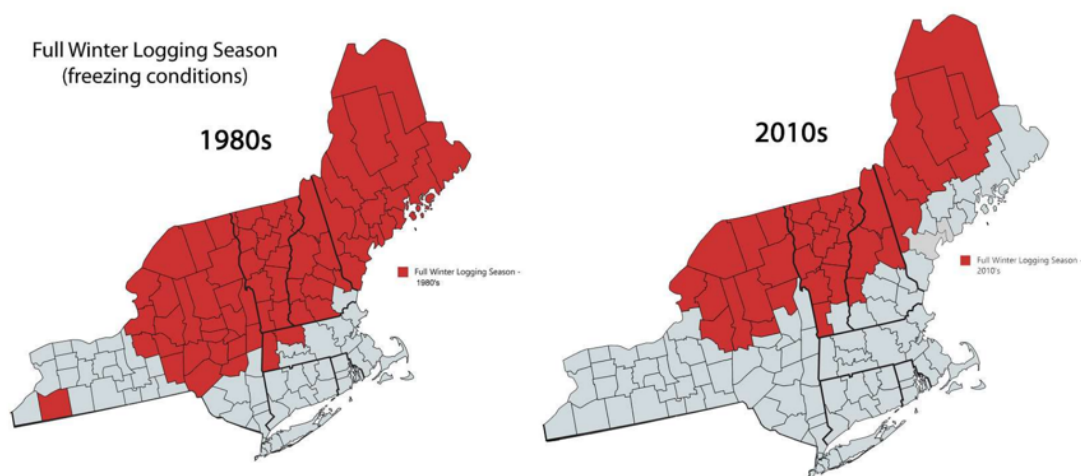 Full Winter Logging Season
(freezing conditions)
1980s
2010s
Full Winter Logging Season -
1980's
Full Winter Logging Season -
2010's